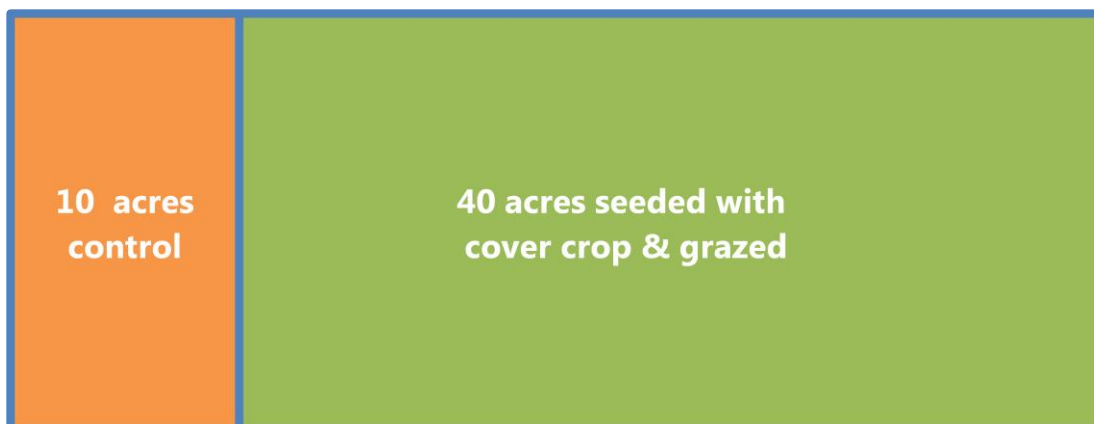 10 acres
control
40 acres seeded with
cover crop & grazed